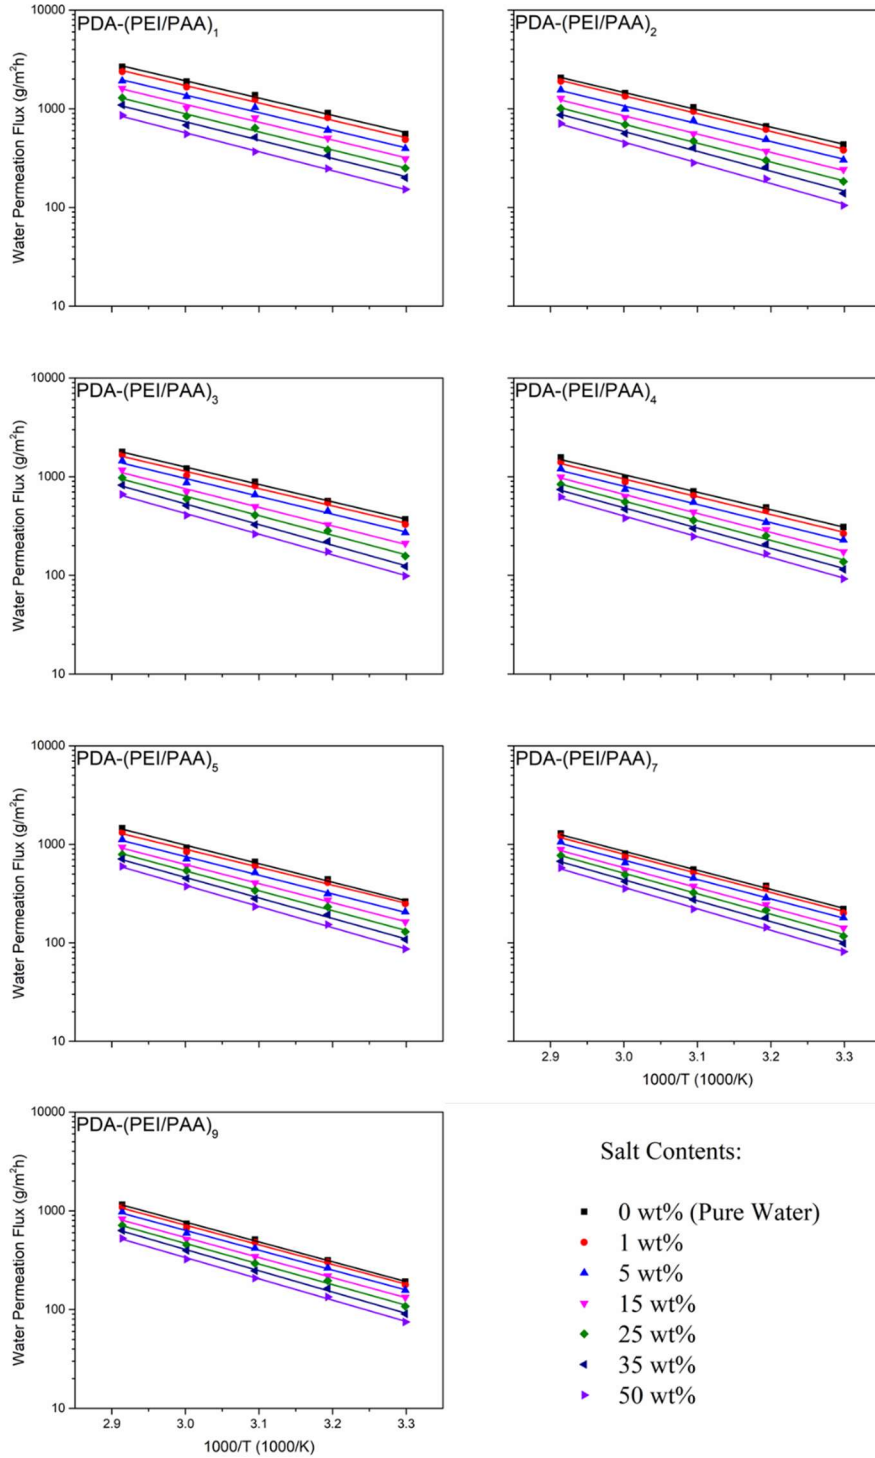 PDA-(PEI/PAA)₁
Water Permeation Flux (g/m²h)
10000
1000
100
10
PDA-(PEI/PAA)₂
PDA-(PEI/PAA)₃
Water Permeation Flux (g/m²h)
10000
1000
100
10
PDA-(PEI/PAA)₄
PDA-(PEI/PAA)₅
Water Permeation Flux (g/m²h)
10000
1000
100
10
PDA-(PEI/PAA)₇
2.9 3.0 3.1 3.2 3.3
1000/T (1000/K)
PDA-(PEI/PAA)₉
Water Permeation Flux (g/m²h)
10000
1000
100
10
2.9 3.0 3.1 3.2 3.3
1000/T (1000/K)
Salt Contents:
0 wt% (Pure Water)
1 wt%
5 wt%
15 wt%
25 wt%
35 wt%
50 wt%